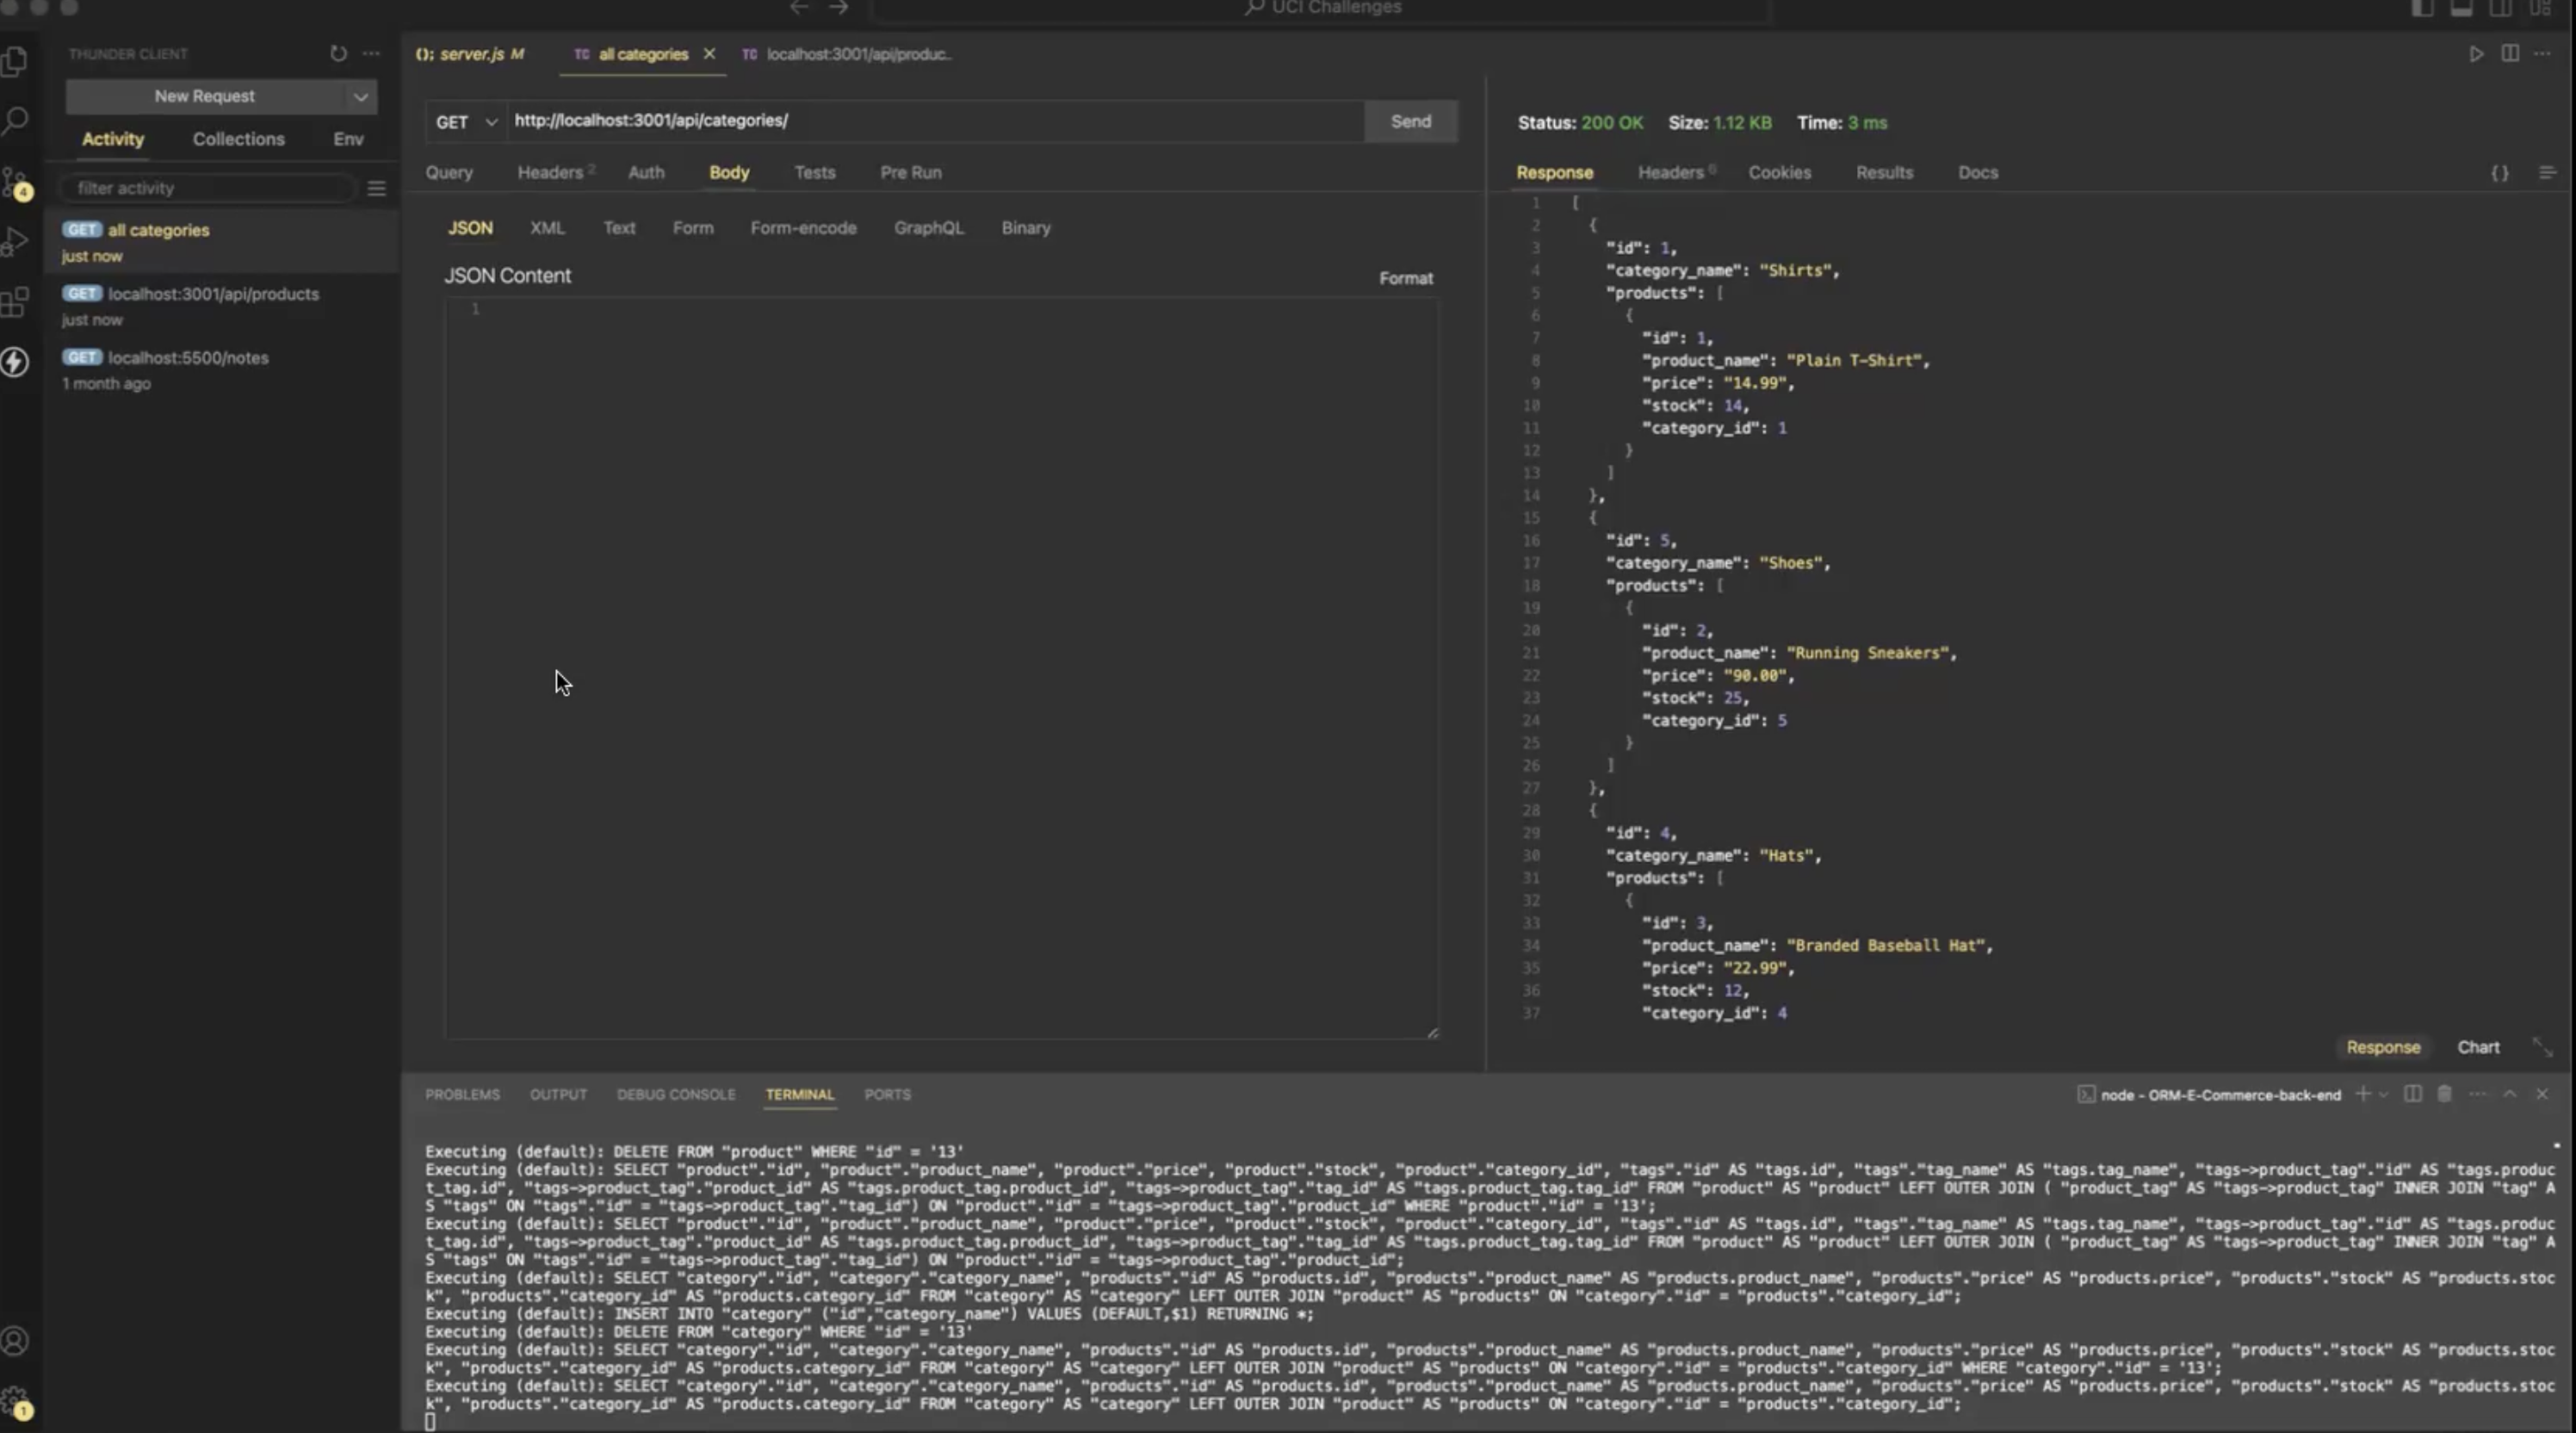 UCI Challenges
THUNDER CLIENT
New Request
Activity Collections Env
filter activity
GET all categories
just now
GET localhost:3001/api/products
just now
GET localhost:5500/notes
1 month ago
4
1
(); server.js M
TC all categories
TC localhost:3001/api/produc...
GET http://localhost:3001/api/categories/ Send
Query Headers 2 Auth Body Tests Pre Run
JSON XML Text Form Form-encode GraphQL Binary
JSON Content Format
1
Status: 200 OK Size: 1.12 KB Time: 3 ms
Response Headers 6 Cookies Results Docs {}
1 [
2 {
3 "id": 1,
4 "category_name": "Shirts",
5 "products": [
6 {
7 "id": 1,
8 "product_name": "Plain T-Shirt",
9 "price": "14.99",
10 "stock": 14,
11 "category_id": 1
12 }
13 ]
14 },
15 {
16 "id": 5,
17 "category_name": "Shoes",
18 "products": [
19 {
20 "id": 2,
21 "product_name": "Running Sneakers",
22 "price": "90.00",
23 "stock": 25,
24 "category_id": 5
25 }
26 ]
27 },
28 {
29 "id": 4,
30 "category_name": "Hats",
31 "products": [
32 {
33 "id": 3,
34 "product_name": "Branded Baseball Hat",
35 "price": "22.99",
36 "stock": 12,
37 "category_id": 4
Response Chart
PROBLEMS OUTPUT DEBUG CONSOLE TERMINAL PORTS
node - ORM-E-Commerce-back-end
Executing (default): DELETE FROM "product" WHERE "id" = '13'
Executing (default): SELECT "product"."id", "product"."product_name", "product"."price", "product"."stock", "product"."category_id", "tags"."id" AS "tags.id", "tags"."tag_name" AS "tags.tag_name", "tags->product_tag"."id" AS "tags.produc
t_tag.id", "tags->product_tag"."product_id" AS "tags.product_tag.product_id", "tags->product_tag"."tag_id" AS "tags.product_tag.tag_id" FROM "product" AS "product" LEFT OUTER JOIN ( "product_tag" AS "tags->product_tag" INNER JOIN "tag" A
S "tags" ON "tags"."id" = "tags->product_tag"."tag_id") ON "product"."id" = "tags->product_tag"."product_id" WHERE "product"."id" = '13';
Executing (default): SELECT "product"."id", "product"."product_name", "product"."price", "product"."stock", "product"."category_id", "tags"."id" AS "tags.id", "tags"."tag_name" AS "tags.tag_name", "tags->product_tag"."id" AS "tags.produc
t_tag.id", "tags->product_tag"."product_id" AS "tags.product_tag.product_id", "tags->product_tag"."tag_id" AS "tags.product_tag.tag_id" FROM "product" AS "product" LEFT OUTER JOIN ( "product_tag" AS "tags->product_tag" INNER JOIN "tag" A
S "tags" ON "tags"."id" = "tags->product_tag"."tag_id") ON "product"."id" = "tags->product_tag"."product_id";
Executing (default): SELECT "category"."id", "category"."category_name", "products"."id" AS "products.id", "products"."product_name" AS "products.product_name", "products"."price" AS "products.price", "products"."stock" AS "products.stoc
k", "products"."category_id" AS "products.category_id" FROM "category" AS "category" LEFT OUTER JOIN "product" AS "products" ON "category"."id" = "products"."category_id";
Executing (default): INSERT INTO "category" ("id","category_name") VALUES (DEFAULT,$1) RETURNING *;
Executing (default): DELETE FROM "category" WHERE "id" = '13'
Executing (default): SELECT "category"."id", "category"."category_name", "products"."id" AS "products.id", "products"."product_name" AS "products.product_name", "products"."price" AS "products.price", "products"."stock" AS "products.stoc
k", "products"."category_id" AS "products.category_id" FROM "category" AS "category" LEFT OUTER JOIN "product" AS "products" ON "category"."id" = "products"."category_id" WHERE "category"."id" = '13';
Executing (default): SELECT "category"."id", "category"."category_name", "products"."id" AS "products.id", "products"."product_name" AS "products.product_name", "products"."price" AS "products.price", "products"."stock" AS "products.stoc
k", "products"."category_id" AS "products.category_id" FROM "category" AS "category" LEFT OUTER JOIN "product" AS "products" ON "category"."id" = "products"."category_id";